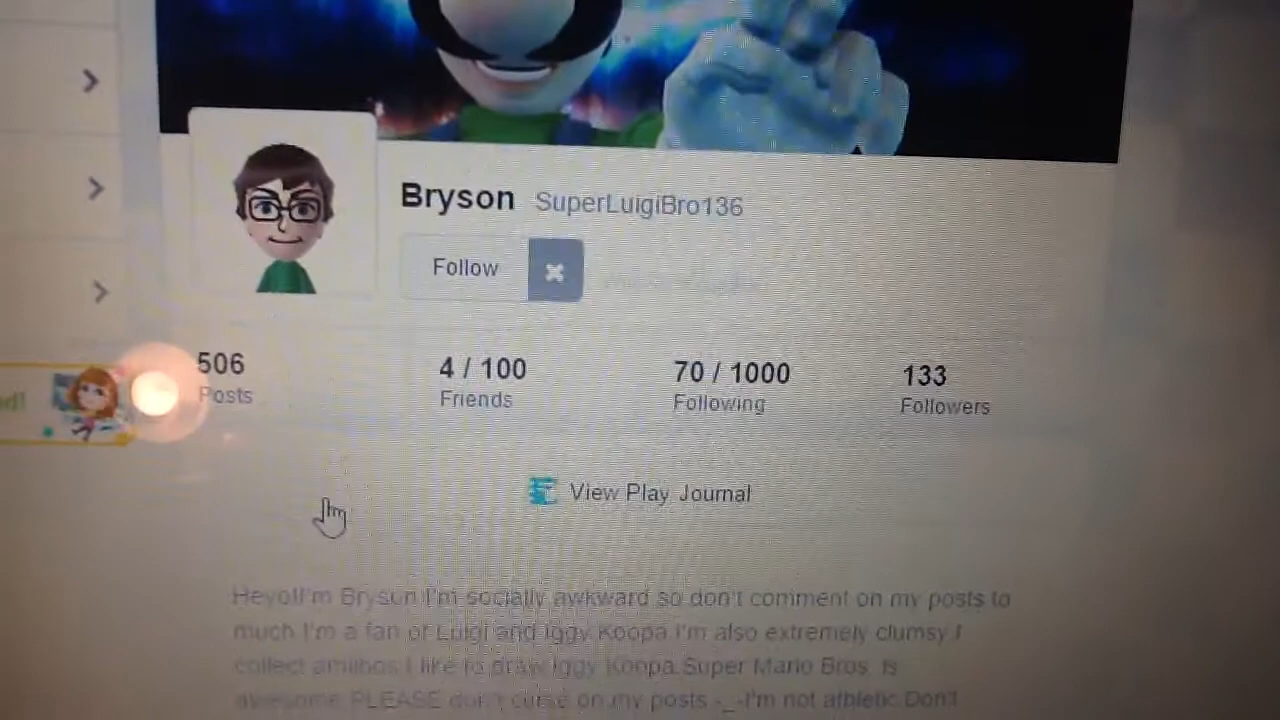 Bryson SuperLuigiBro136
Follow
506 4 / 100 70 / 1000 133
Posts Friends Following Followers
ed!
View Play Journal
Heyo!I'm Bryson I'm socially awkward so don't comment on my posts to
much I'm a fan of Luigi and Iggy Koopa I'm also extremely clumsy I
collect amiibos I like to draw Iggy Koopa Super Mario Bros. is
awesome PLEASE don't curse on my posts -_-I'm not athletic Don't